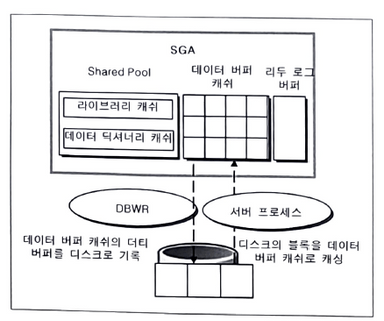 SGA
Shared Pool
데이터 버퍼
캐쉬
리두 로그
버퍼
라이브러리 캐쉬
데이터 딕셔너리 캐쉬
DBWR
서버 프로세스
데이터 버퍼 캐쉬의 더티
버퍼를 디스크로 기록
디스크의 블록을 데이터
버퍼 캐쉬로 캐싱